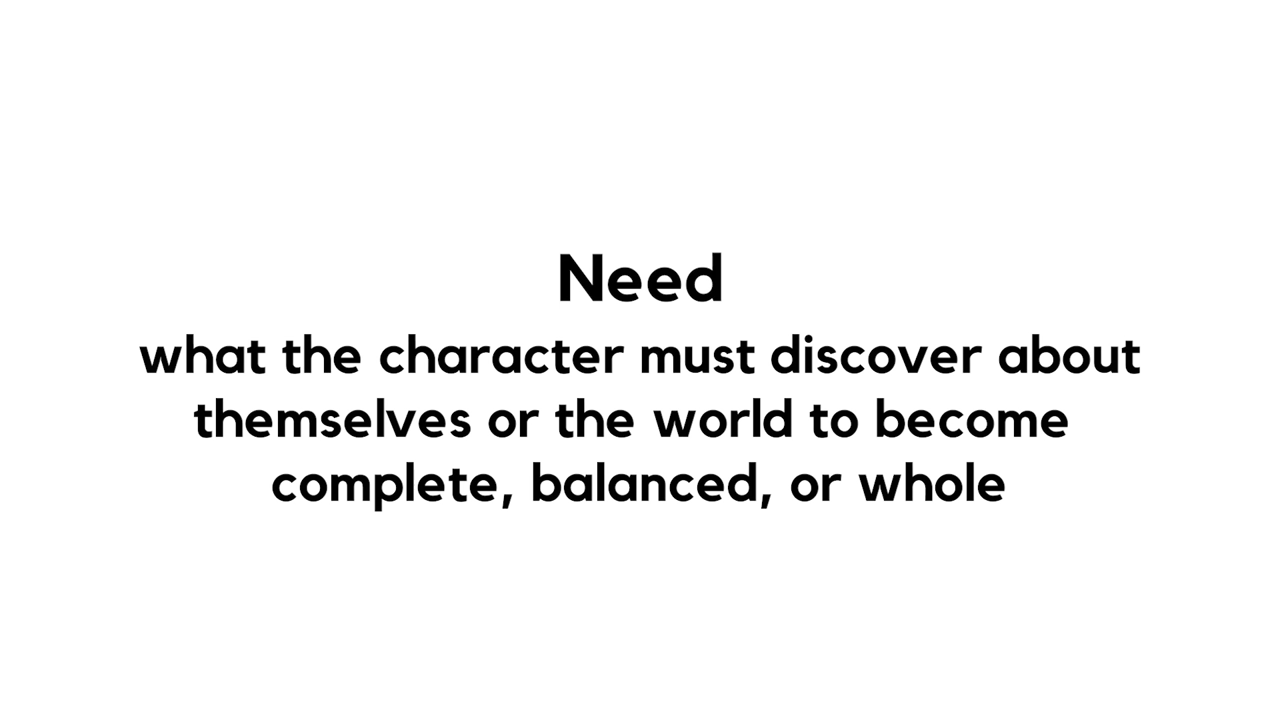 Need
what the character must discover about
themselves or the world to become
complete, balanced, or whole